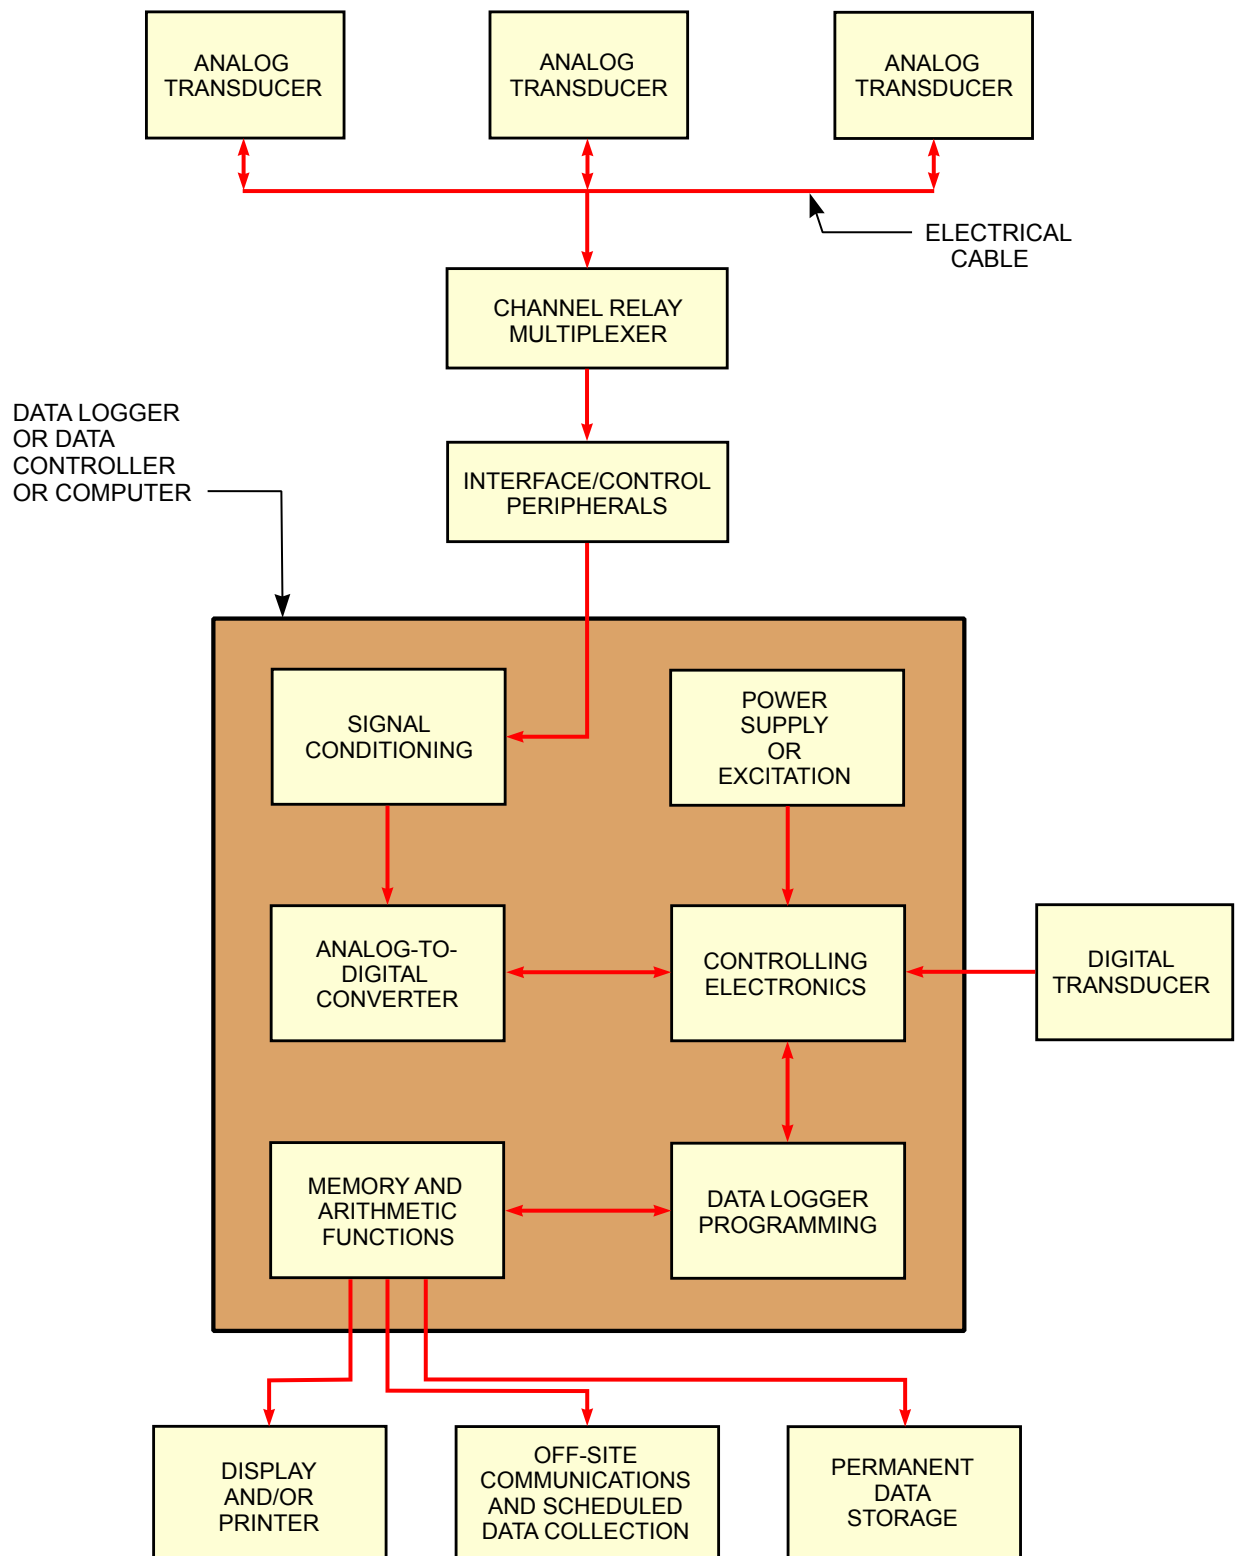 ANALOG
TRANSDUCER
ANALOG
TRANSDUCER
ANALOG
TRANSDUCER
ELECTRICAL
CABLE
CHANNEL RELAY
MULTIPLEXER
DATA LOGGER
OR DATA
CONTROLLER
OR COMPUTER
INTERFACE/CONTROL
PERIPHERALS
SIGNAL
CONDITIONING
POWER
SUPPLY
OR
EXCITATION
ANALOG-TO-
DIGITAL
CONVERTER
CONTROLLING
ELECTRONICS
DIGITAL
TRANSDUCER
MEMORY AND
ARITHMETIC
FUNCTIONS
DATA LOGGER
PROGRAMMING
DISPLAY
AND/OR
PRINTER
OFF-SITE
COMMUNICATIONS
AND SCHEDULED
DATA COLLECTION
PERMANENT
DATA
STORAGE